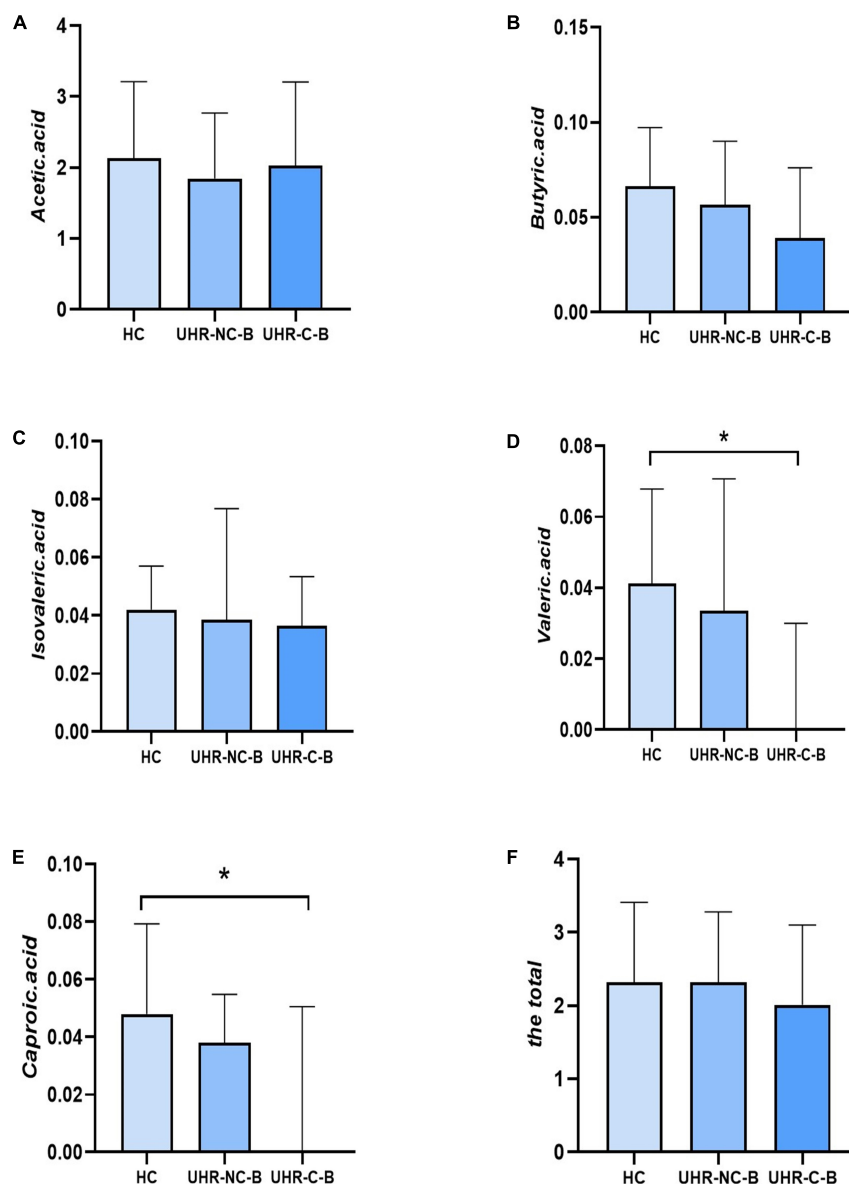 A
4
3
2
1
0
Acetic.acid
HC
UHR-NC-B
UHR-C-B
B
0.15
0.10
0.05
0.00
Butyric.acid
HC
UHR-NC-B
UHR-C-B
C
0.10
0.08
0.06
0.04
0.02
0.00
Isovaleric.acid
HC
UHR-NC-B
UHR-C-B
D
*
0.08
0.06
0.04
0.02
0.00
Valeric.acid
HC
UHR-NC-B
UHR-C-B
E
*
0.10
0.08
0.06
0.04
0.02
0.00
Caproic.acid
HC
UHR-NC-B
UHR-C-B
F
4
3
2
1
0
the total
HC
UHR-NC-B
UHR-C-B